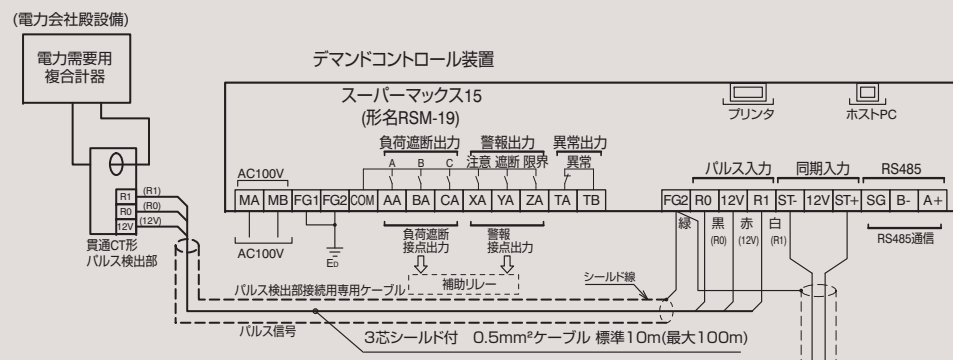 (電力会社殿設備)
電力需要用
複合計器
デマンドコントロール装置
スーパーマックス15
(形名RSM-19)
プリンタ
ホストPC
負荷遮断出力 警報出力 異常出力
A B C 注意 遮断 限界 異常
AC100V
パルス入力 同期入力 RS485
MA MB FG1 FG2 COM AA BA CA XA YA ZA TA TB
FG2 R0 12V R1 ST- 12V ST+ SG B- A+
R1 (R1)
R0 (R0)
12V (12V)
貫通CT形
パルス検出部
AC100V
ED
負荷遮断
接点出力
警報
接点出力
補助リレー
緑 黒 赤 白
(R0) (12V) (R1)
RS485通信
シールド線
パルス検出部接続用専用ケーブル
パルス信号
3芯シールド付 0.5mm²ケーブル 標準10m(最大100m)